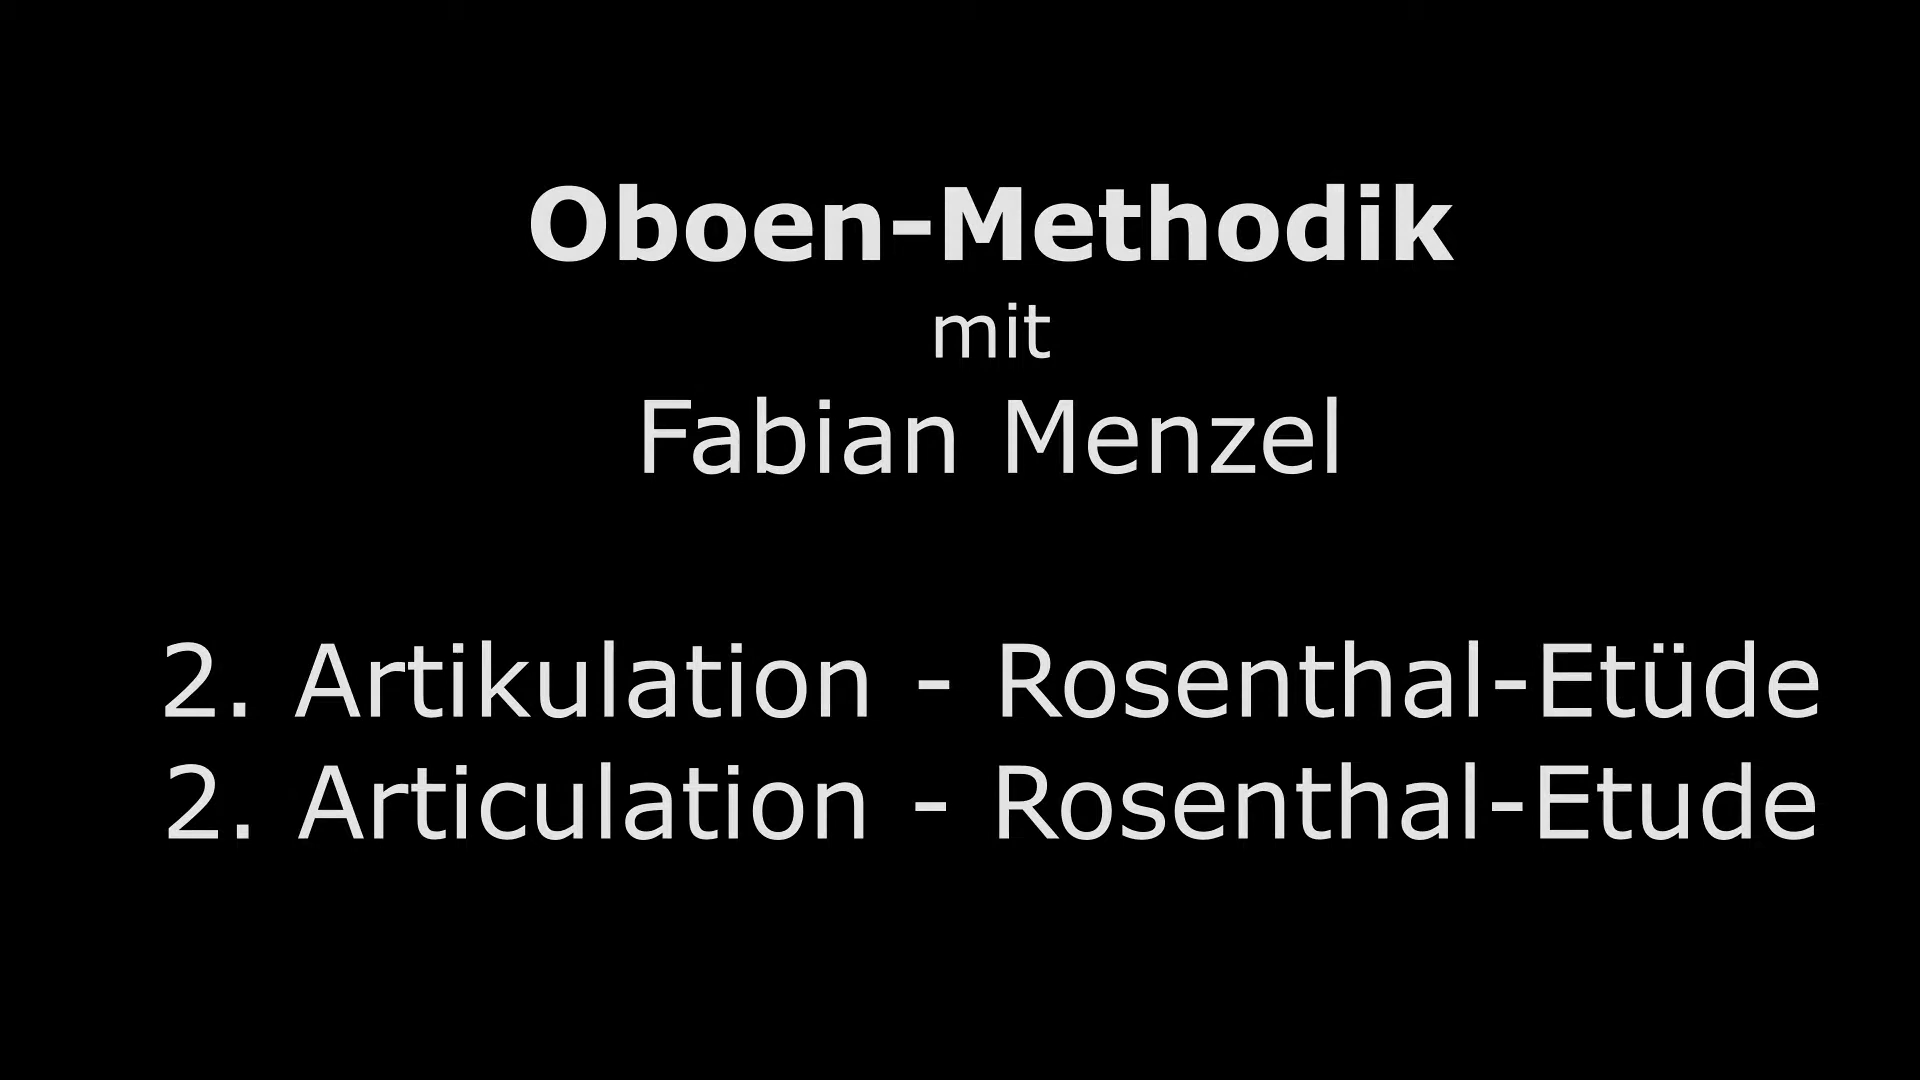 Oboen-Methodik
mit
Fabian Menzel
2. Artikulation - Rosenthal-Etüde
2. Articulation - Rosenthal-Etude